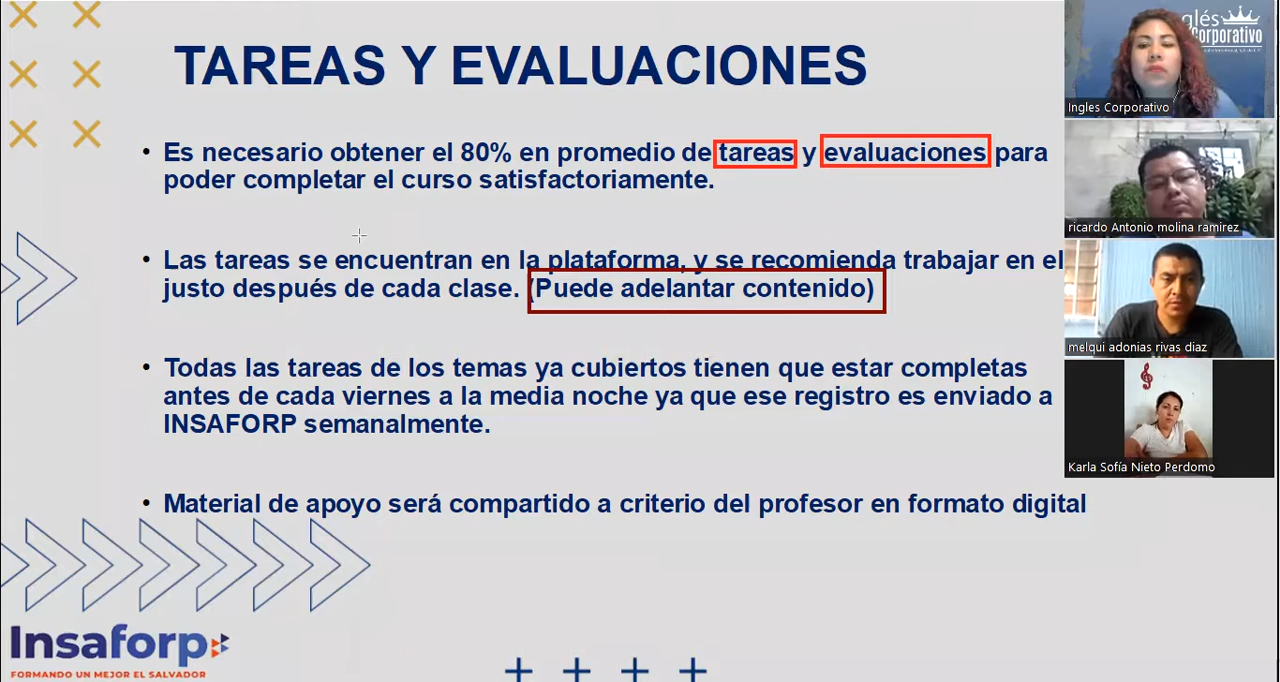 TAREAS Y EVALUACIONES
• Es necesario obtener el 80% en promedio de tareas y evaluaciones para
poder completar el curso satisfactoriamente.
• Las tareas se encuentran en la plataforma, y se recomienda trabajar en el
justo después de cada clase. (Puede adelantar contenido)
• Todas las tareas de los temas ya cubiertos tienen que estar completas
antes de cada viernes a la media noche ya que ese registro es enviado a
INSAFORP semanalmente.
• Material de apoyo será compartido a criterio del profesor en formato digital
Insaforp
FORMANDO UN MEJOR EL SALVADOR
glés
Corporativo
Ingles Corporativo
ricardo Antonio molina ramirez
melqui adonias rivas diaz
Karla Sofía Nieto Perdomo